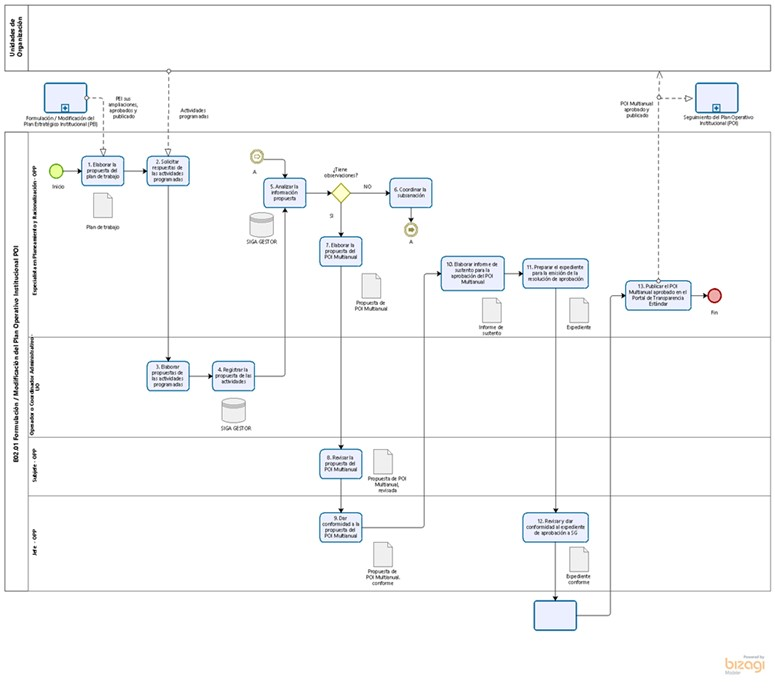 Unidades de
Organización
Formulación / Modificación del
Plan Estratégico Institucional (PEI)
PEI sus
ampliaciones,
aprobados y
publicado
Actividades
programadas
POI Multianual
aprobado y
publicado
Seguimiento del Plan Operativo
Institucional (POI)
E02.01 Formulación / Modificación del Plan Operativo Institucional POI
Especialista en Planeamiento y Racionalización - OPP
Inicio
1. Elaborar la
propuesta del
plan de trabajo
Plan de trabajo
2. Solicitar
respuestas de
las actividades
programadas
A
5. Analizar la
información
propuesta
SIGA GESTOR
¿Tiene
observaciones?
NO
SI
6. Coordinar la
subsanación
A
7. Elaborar la
propuesta del
POI Multianual
Propuesta de
POI Multianual
10. Elaborar informe de
sustento para la aprobación
del POI Multianual
Informe de
sustento
11. Preparar el expediente
para la emisión de la
resolución de aprobación
Expediente
13. Publicar el POI
Multianual aprobado en el
Portal de Transparencia
Estándar
Fin
Operador o Coordinador Administrativo -
UO
3. Elaborar
propuestas de
las actividades
programadas
4. Registrar la
propuesta de las
actividades
SIGA GESTOR
Subjefe - OPP
8. Revisar la
propuesta del
POI Multianual
Propuesta de POI
Multianual,
revisada
Jefe - OPP
9. Dar
conformidad a la
propuesta del
POI Multianual
Propuesta de
POI Multianual,
conforme
12. Revisar y dar
conformidad al expediente
de aprobación a SG
Expediente
conforme
Powered by
bizagi
Modeler